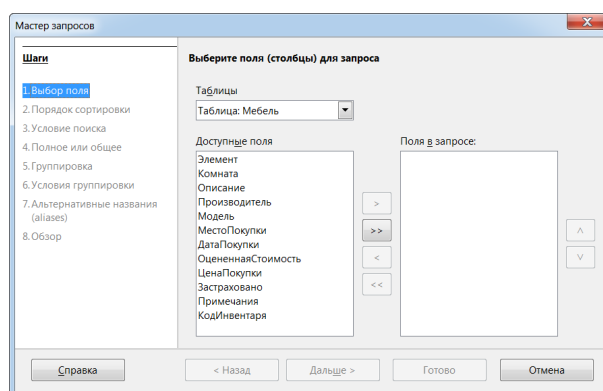 Мастер запросов
Шаги
1.Выбор поля
2.Порядок сортировки
3.Условие поиска
4.Полное или общее
5.Группировка
6.Условия группировки
7.Альтернативные названия
(aliases)
8.Обзор
Выберите поля (столбцы) для запроса
Таблицы
Таблица: Мебель
Доступные поля
Элемент
Комната
Описание
Производитель
Модель
МестоПокупки
ДатаПокупки
ОцененнаяСтоимость
ЦенаПокупки
Застраховано
Примечания
КодИнвентаря
>
>>
<
<<
Поля в запросе:
Справка
< Назад
Дальше >
Готово
Отмена